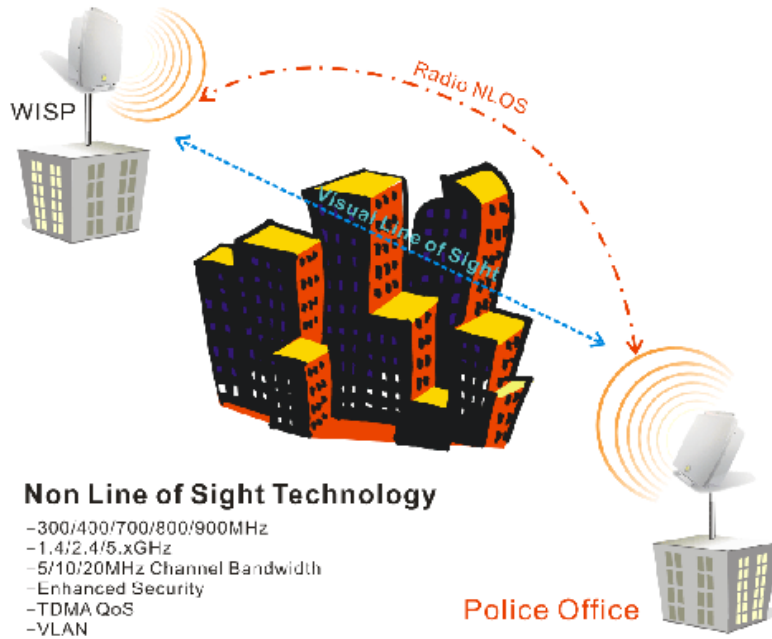 Radio NLOS
WISP
Visual Line of Sight
Non Line of Sight Technology
-300/400/700/800/900MHz
-1.4/2.4/5.xGHz
-5/10/20MHz Channel Bandwidth
-Enhanced Security
-TDMA QoS
-VLAN
Police Office